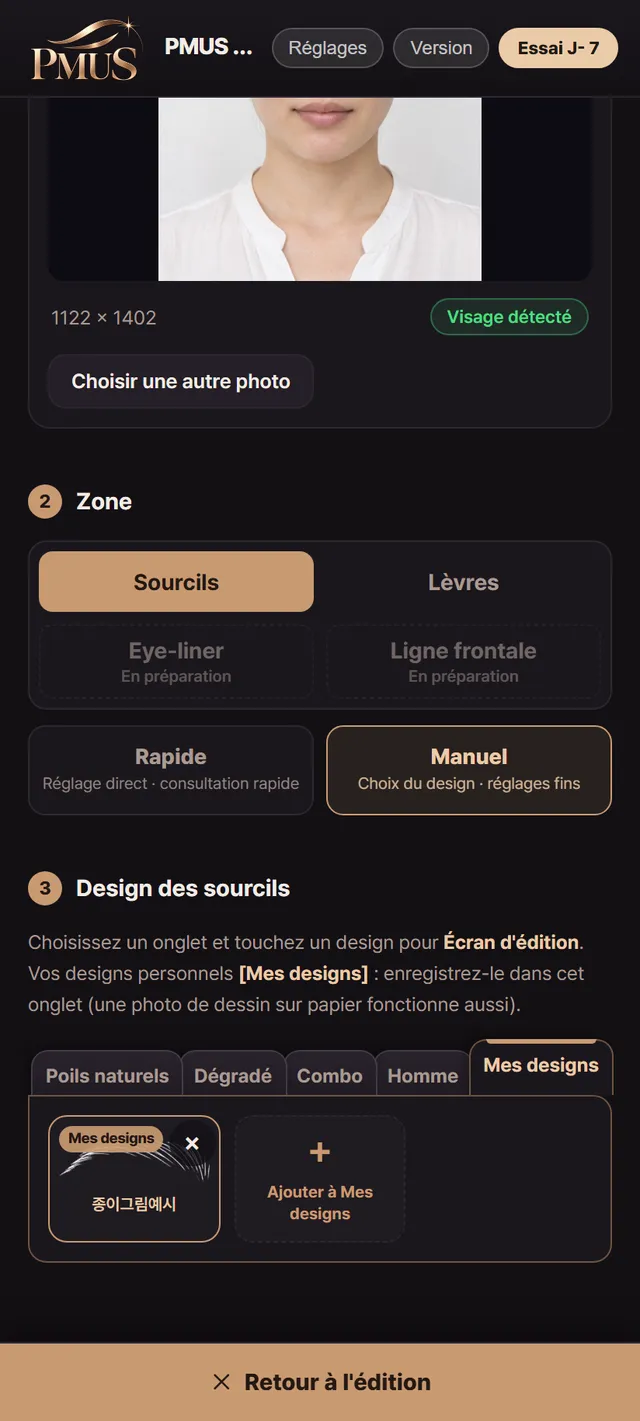 PMUS
PMUS ...
Réglages
Version
Essai J- 7
1122 × 1402
Visage détecté
Choisir une autre photo
2
Zone
Sourcils
Lèvres
Eye-liner
En préparation
Ligne frontale
En préparation
Rapide
Réglage direct · consultation rapide
Manuel
Choix du design · réglages fins
3
Design des sourcils
Choisissez un onglet et touchez un design pour Écran d'édition.
Vos designs personnels [Mes designs] : enregistrez-le dans cet
onglet (une photo de dessin sur papier fonctionne aussi).
Poils naturels
Dégradé
Combo
Homme
Mes designs
Mes designs
×
종이그림예시
+
Ajouter à Mes
designs
× Retour à l'édition